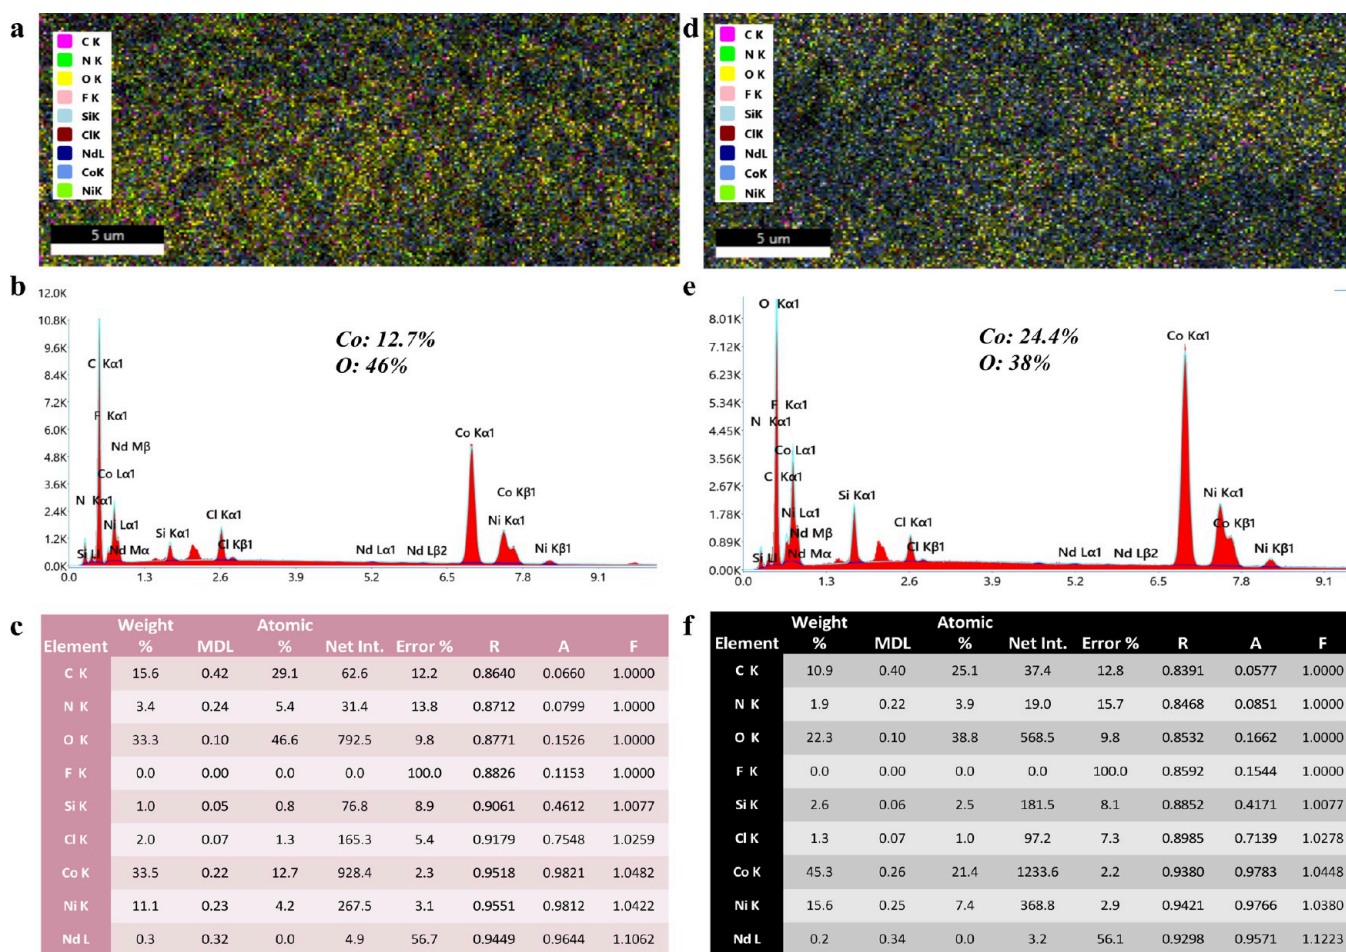 a
C K
N K
O K
F K
SiK
ClK
NdL
CoK
NiK
5 um
d
C K
N K
O K
F K
SiK
ClK
NdL
CoK
NiK
5 um
b
12.0K
10.8K
9.6K
8.4K
7.2K
6.0K
4.8K
3.6K
2.4K
1.2K
0.0K
C Kα1
F Kα1
Nd Mβ
Co Lα1
N Kα1
Ni Lα1
Si Ll
Nd Mα
Si Kα1
Cl Kα1
Cl Kβ1
Nd Lα1
Nd Lβ2
Co Kα1
Co Kβ1
Ni Kα1
Ni Kβ1
Co: 12.7%
O: 46%
0.0 1.3 2.6 3.9 5.2 6.5 7.8 9.1
e
8.01K
7.12K
6.23K
5.34K
4.45K
3.56K
2.67K
1.78K
0.89K
0.00K
O Kα1
F Kα1
N Kα1
Co Lα1
C Kα1
Ni Lα1
Nd Mβ
Si Ll
Nd Mα
Si Kα1
Cl Kα1
Cl Kβ1
Nd Lα1
Nd Lβ2
Co Kα1
Ni Kα1
Co Kβ1
Ni Kβ1
Co: 24.4%
O: 38%
0.0 1.3 2.6 3.9 5.2 6.5 7.8 9.1
c
Weight Atomic
Element % MDL % Net Int. Error % R A F
C K 15.6 0.42 29.1 62.6 12.2 0.8640 0.0660 1.0000
N K 3.4 0.24 5.4 31.4 13.8 0.8712 0.0799 1.0000
O K 33.3 0.10 46.6 792.5 9.8 0.8771 0.1526 1.0000
F K 0.0 0.00 0.0 0.0 100.0 0.8826 0.1153 1.0000
Si K 1.0 0.05 0.8 76.8 8.9 0.9061 0.4612 1.0077
Cl K 2.0 0.07 1.3 165.3 5.4 0.9179 0.7548 1.0259
Co K 33.5 0.22 12.7 928.4 2.3 0.9518 0.9821 1.0482
Ni K 11.1 0.23 4.2 267.5 3.1 0.9551 0.9812 1.0422
Nd L 0.3 0.32 0.0 4.9 56.7 0.9449 0.9644 1.1062
f
Weight Atomic
Element % MDL % Net Int. Error % R A F
C K 10.9 0.40 25.1 37.4 12.8 0.8391 0.0577 1.0000
N K 1.9 0.22 3.9 19.0 15.7 0.8468 0.0851 1.0000
O K 22.3 0.10 38.8 568.5 9.8 0.8532 0.1662 1.0000
F K 0.0 0.00 0.0 0.0 100.0 0.8592 0.1544 1.0000
Si K 2.6 0.06 2.5 181.5 8.1 0.8852 0.4171 1.0077
Cl K 1.3 0.07 1.0 97.2 7.3 0.8985 0.7139 1.0278
Co K 45.3 0.26 21.4 1233.6 2.2 0.9380 0.9783 1.0448
Ni K 15.6 0.25 7.4 368.8 2.9 0.9421 0.9766 1.0380
Nd L 0.2 0.34 0.0 3.2 56.1 0.9298 0.9571 1.1223